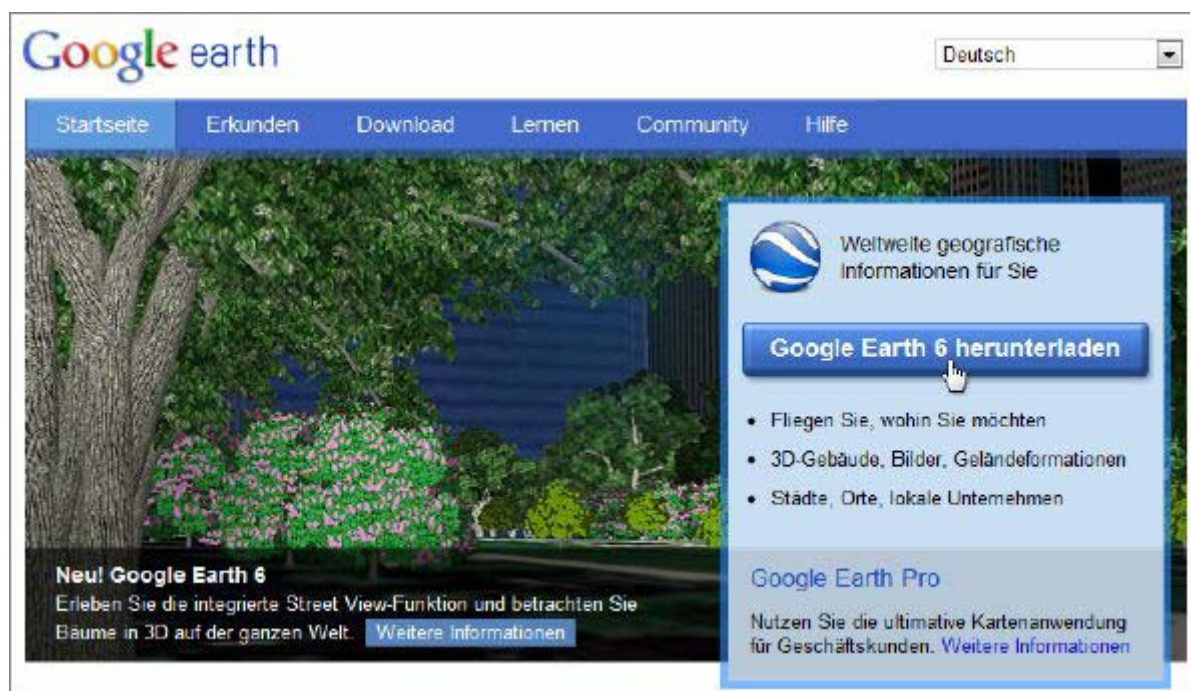 Google earth
Deutsch
Startseite Erkunden Download Lernen Community Hilfe
Weltweite geografische
Informationen für Sie
Google Earth 6 herunterladen
• Fliegen Sie, wohin Sie möchten
• 3D-Gebäude, Bilder, Geländeformationen
• Städte, Orte, lokale Unternehmen
Neu! Google Earth 6
Erleben Sie die integrierte Street View-Funktion und betrachten Sie
Bäume in 3D auf der ganzen Welt. Weitere Informationen
Google Earth Pro
Nutzen Sie die ultimative Kartenanwendung
für Geschäftskunden. Weitere Informationen